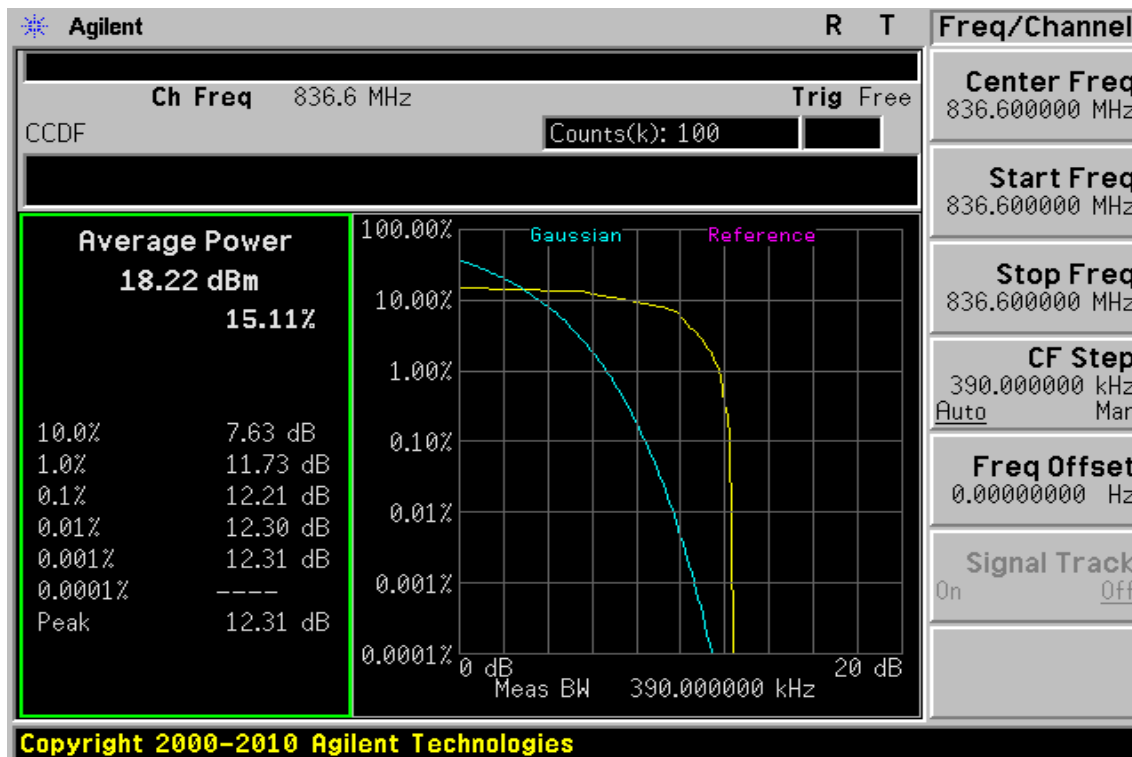 Agilent R T Freq/Channel
Ch Freq 836.6 MHz Trig Free
CCDF Counts(k): 100
Average Power
18.22 dBm
15.11%
10.0% 7.63 dB
1.0% 11.73 dB
0.1% 12.21 dB
0.01% 12.30 dB
0.001% 12.31 dB
0.0001% ----
Peak 12.31 dB
100.00%
Gaussian Reference
10.00%
1.00%
0.10%
0.01%
0.001%
0.0001%
0 dB 20 dB
Meas BW 390.000000 kHz
Center Freq
836.600000 MHz
Start Freq
836.600000 MHz
Stop Freq
836.600000 MHz
CF Step
390.000000 kHz
Auto Man
Freq Offset
0.00000000 Hz
Signal Track
On Off
Copyright 2000-2010 Agilent Technologies